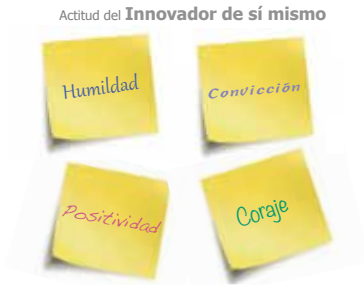 Actitud del Innovador de sí mismo
Humildad
Convicción
Positividad
Coraje